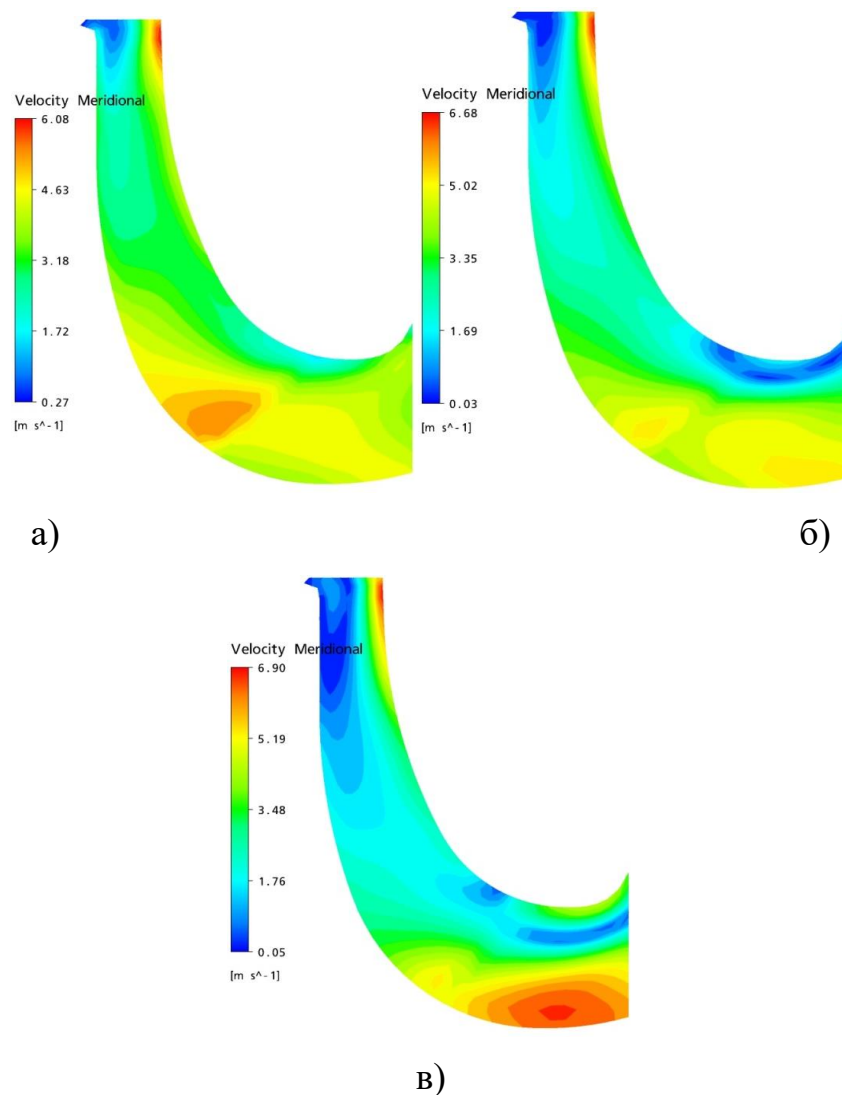 Velocity Meridional
6.08
4.63
3.18
1.72
0.27
[m s^-1]
а)
Velocity Meridional
6.68
5.02
3.35
1.69
0.03
[m s^-1]
б)
Velocity Meridional
6.90
5.19
3.48
1.76
0.05
[m s^-1]
в)